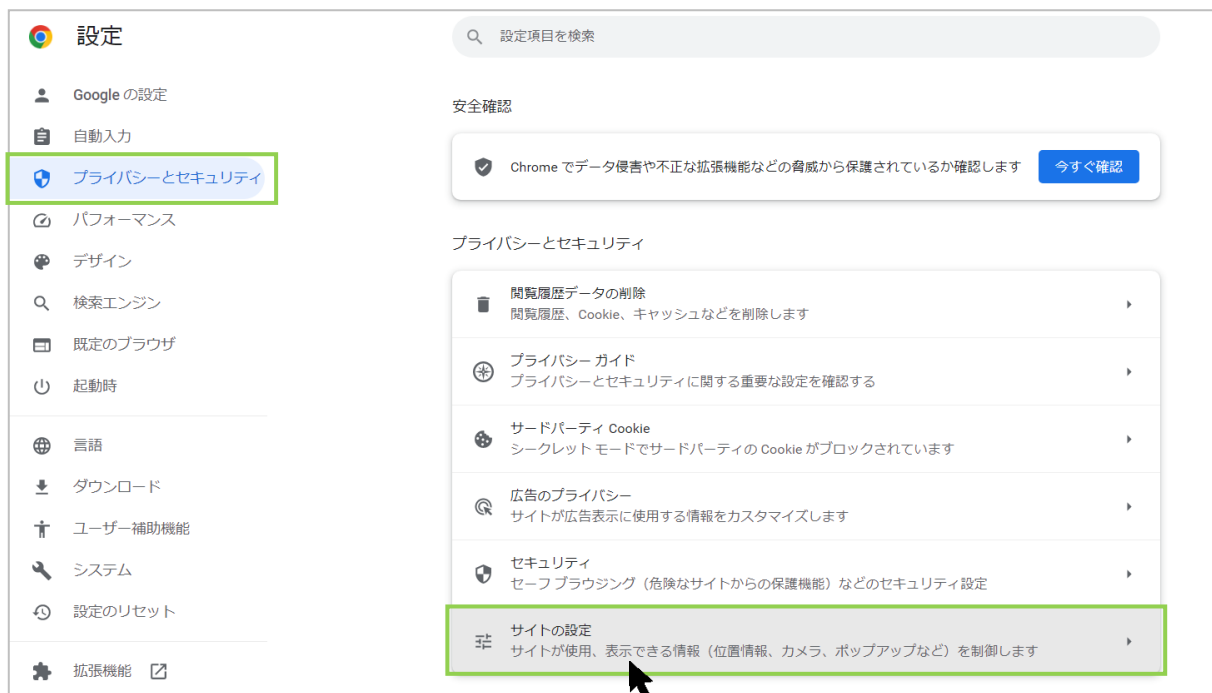 設定
設定項目を検索
Google の設定
自動入力
プライバシーとセキュリティ
パフォーマンス
デザイン
検索エンジン
既定のブラウザ
起動時
言語
ダウンロード
ユーザー補助機能
システム
設定のリセット
拡張機能
安全確認
Chrome でデータ侵害や不正な拡張機能などの脅威から保護されているか確認します
今すぐ確認
プライバシーとセキュリティ
閲覧履歴データの削除
閲覧履歴、Cookie、キャッシュなどを削除します
プライバシー ガイド
プライバシーとセキュリティに関する重要な設定を確認する
サードパーティ Cookie
シークレット モードでサードパーティの Cookie がブロックされています
広告のプライバシー
サイトが広告表示に使用する情報をカスタマイズします
セキュリティ
セーフ ブラウジング（危険なサイトからの保護機能）などのセキュリティ設定
サイトの設定
サイトが使用、表示できる情報（位置情報、カメラ、ポップアップなど）を制御します